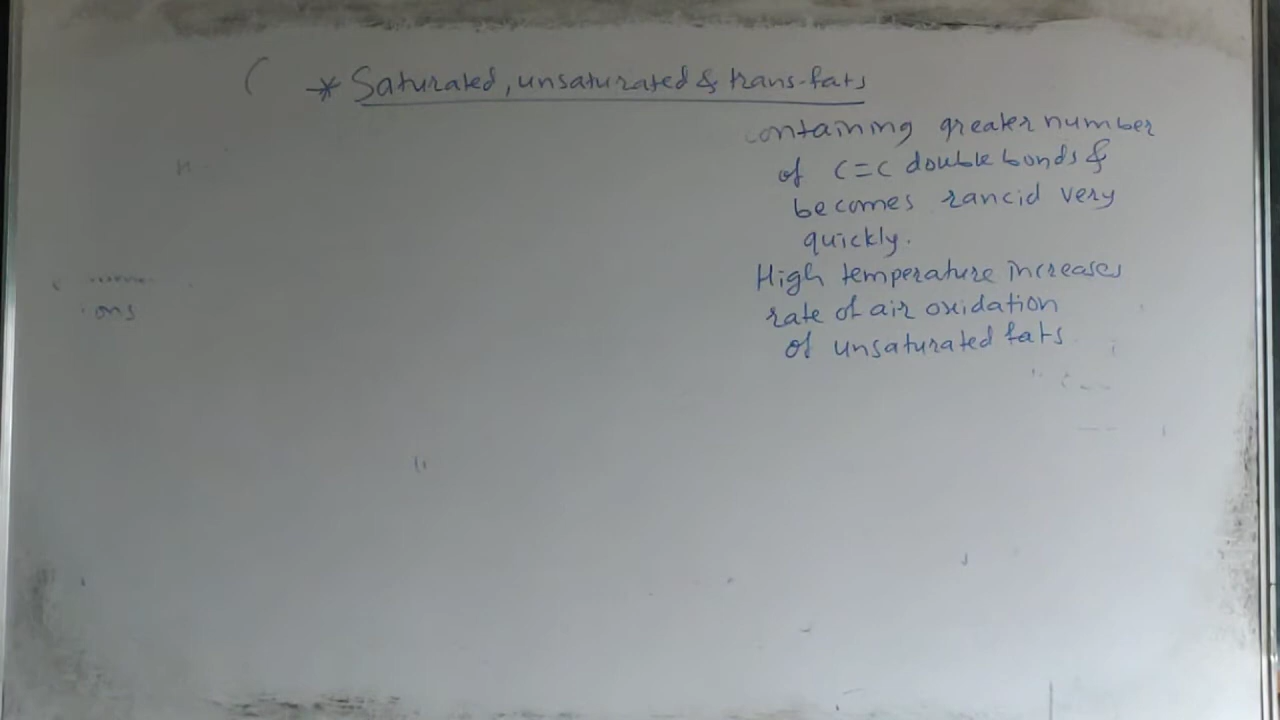 * Saturated, unsaturated & trans-fats
containing greater number
of C=C double bonds &
becomes rancid very
quickly.
High temperature increases
rate of air oxidation
of unsaturated fats
ions